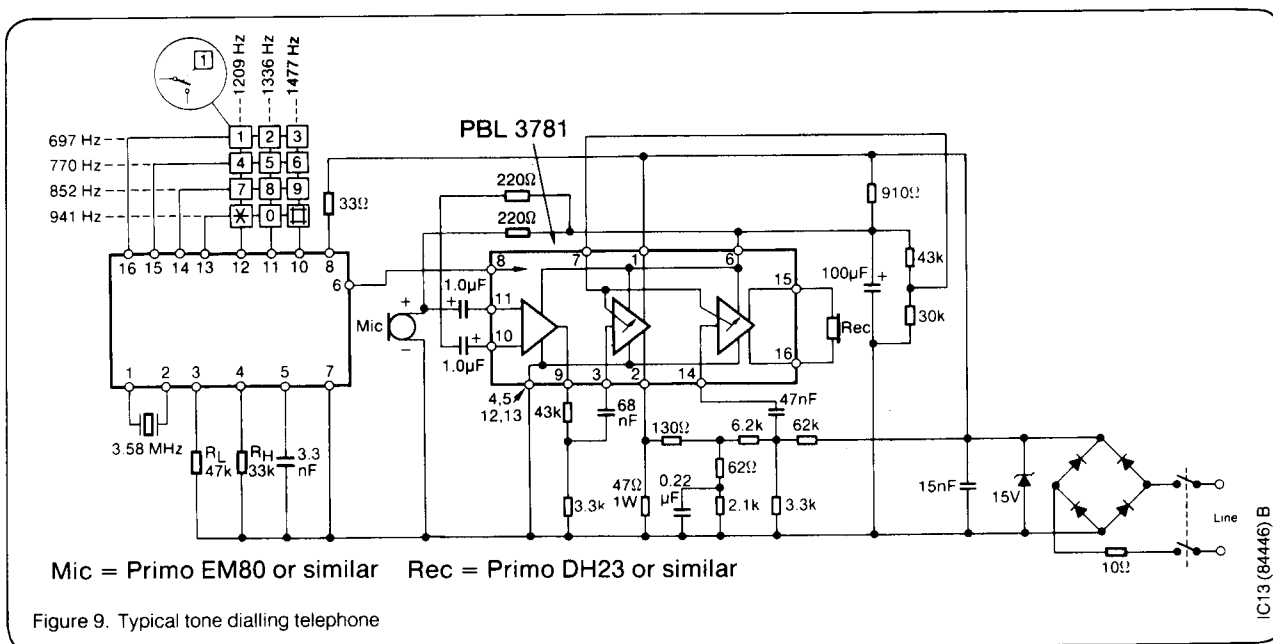 1209 Hz
1336 Hz
1477 Hz
1
697 Hz
1 2 3
770 Hz
4 5 6
852 Hz
7 8 9
941 Hz
* 0 #
PBL 3781
33Ω
220Ω
220Ω
910Ω
16 15 14 13 12 11 10 8
6
8 7 1 6
43k
1.0µF
11
100µF +
15
Mic
+
−
10
1.0µF
Rec
30k
16
1 2 3 4 5 7
4,5
12,13
9 3 2 14
43k
68
nF
47nF
3.58 MHz
RL
47k
RH
33k
3.3
nF
130Ω
6.2k
62k
62Ω
3.3k
47Ω
1W
0.22
µF
2.1k
3.3k
15nF
15V
Line
10Ω
Mic = Primo EM80 or similar Rec = Primo DH23 or similar
Figure 9. Typical tone dialling telephone
IC13 (84446) B